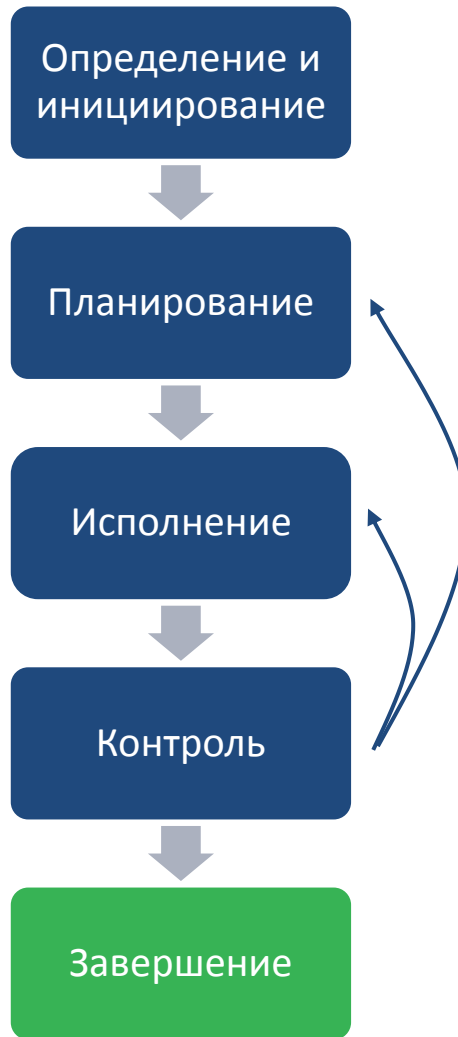 Определение и
инициирование
Планирование
Исполнение
Контроль
Завершение